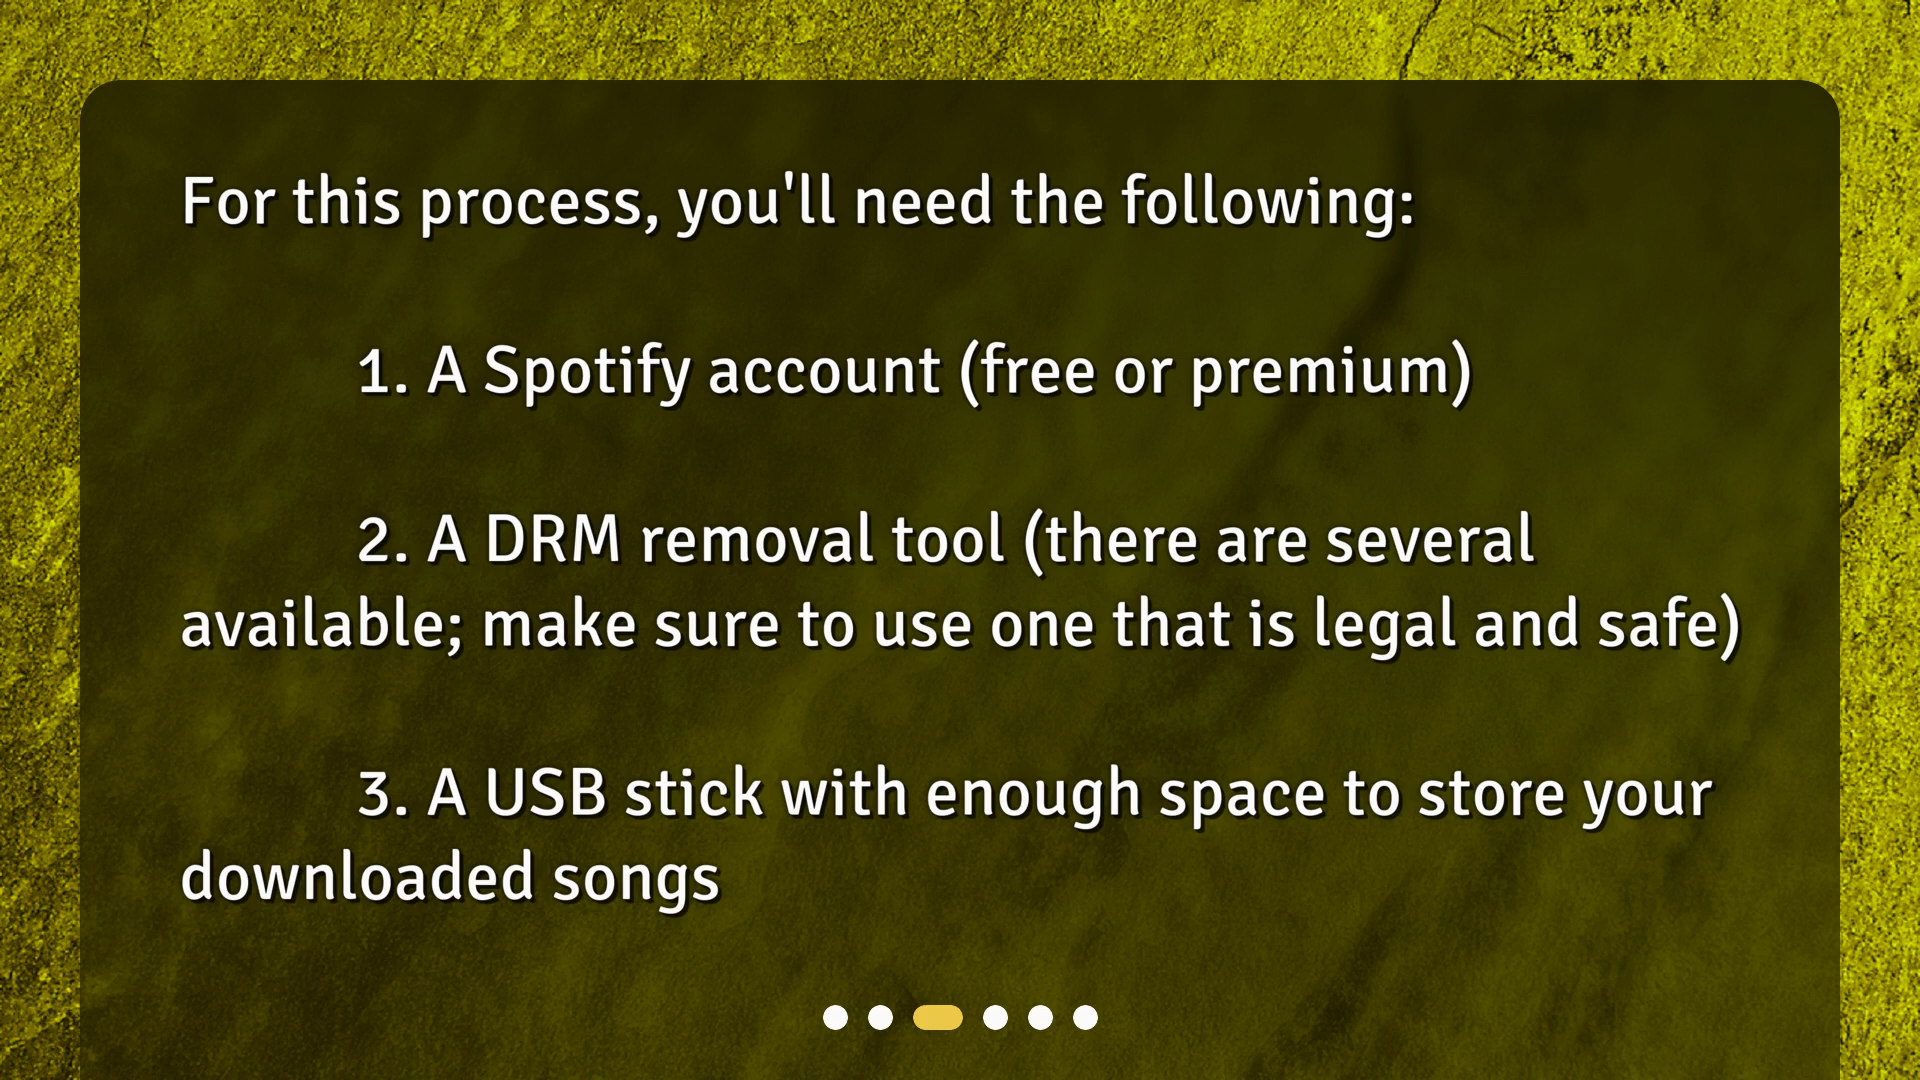 For this process, you'll need the following:
1. A Spotify account (free or premium)
2. A DRM removal tool (there are several
available; make sure to use one that is legal and safe)
3. A USB stick with enough space to store your
downloaded songs